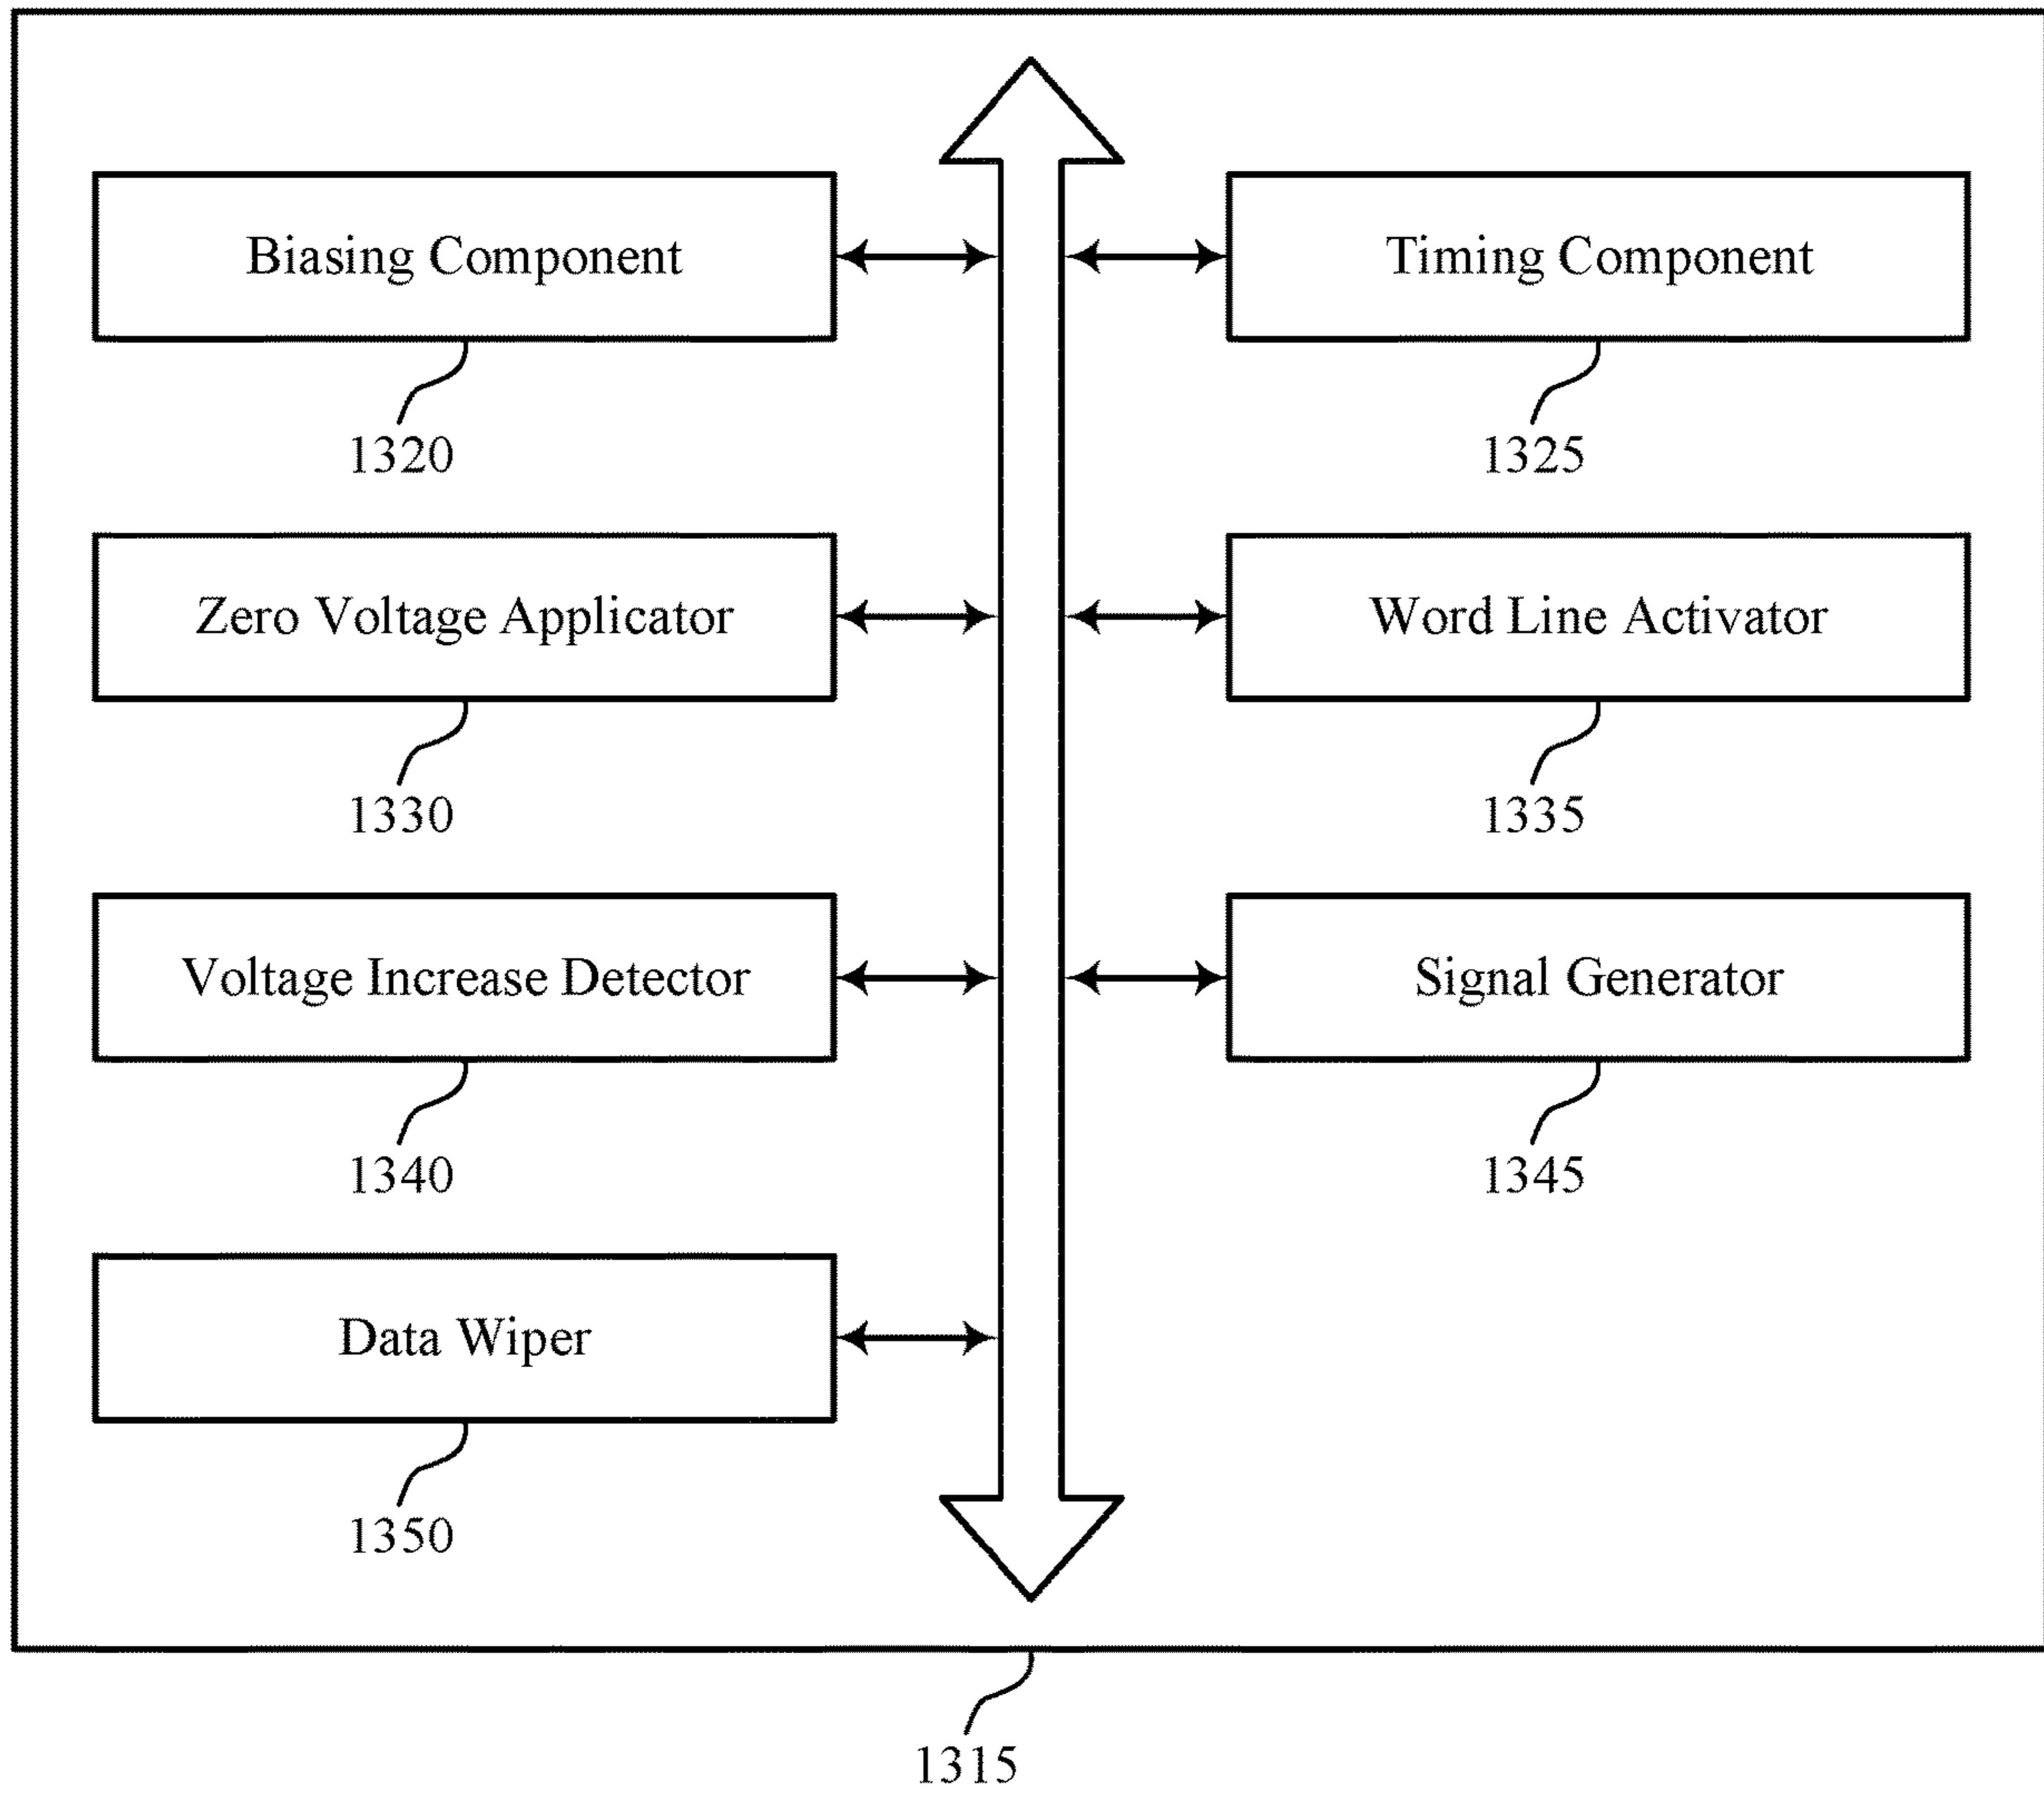 Biasing Component
Timing Component
1320
1325
Zero Voltage Applicator
Word Line Activator
1330
1335
Voltage Increase Detector
Signal Generator
1340
1345
Data Wiper
1350
1315